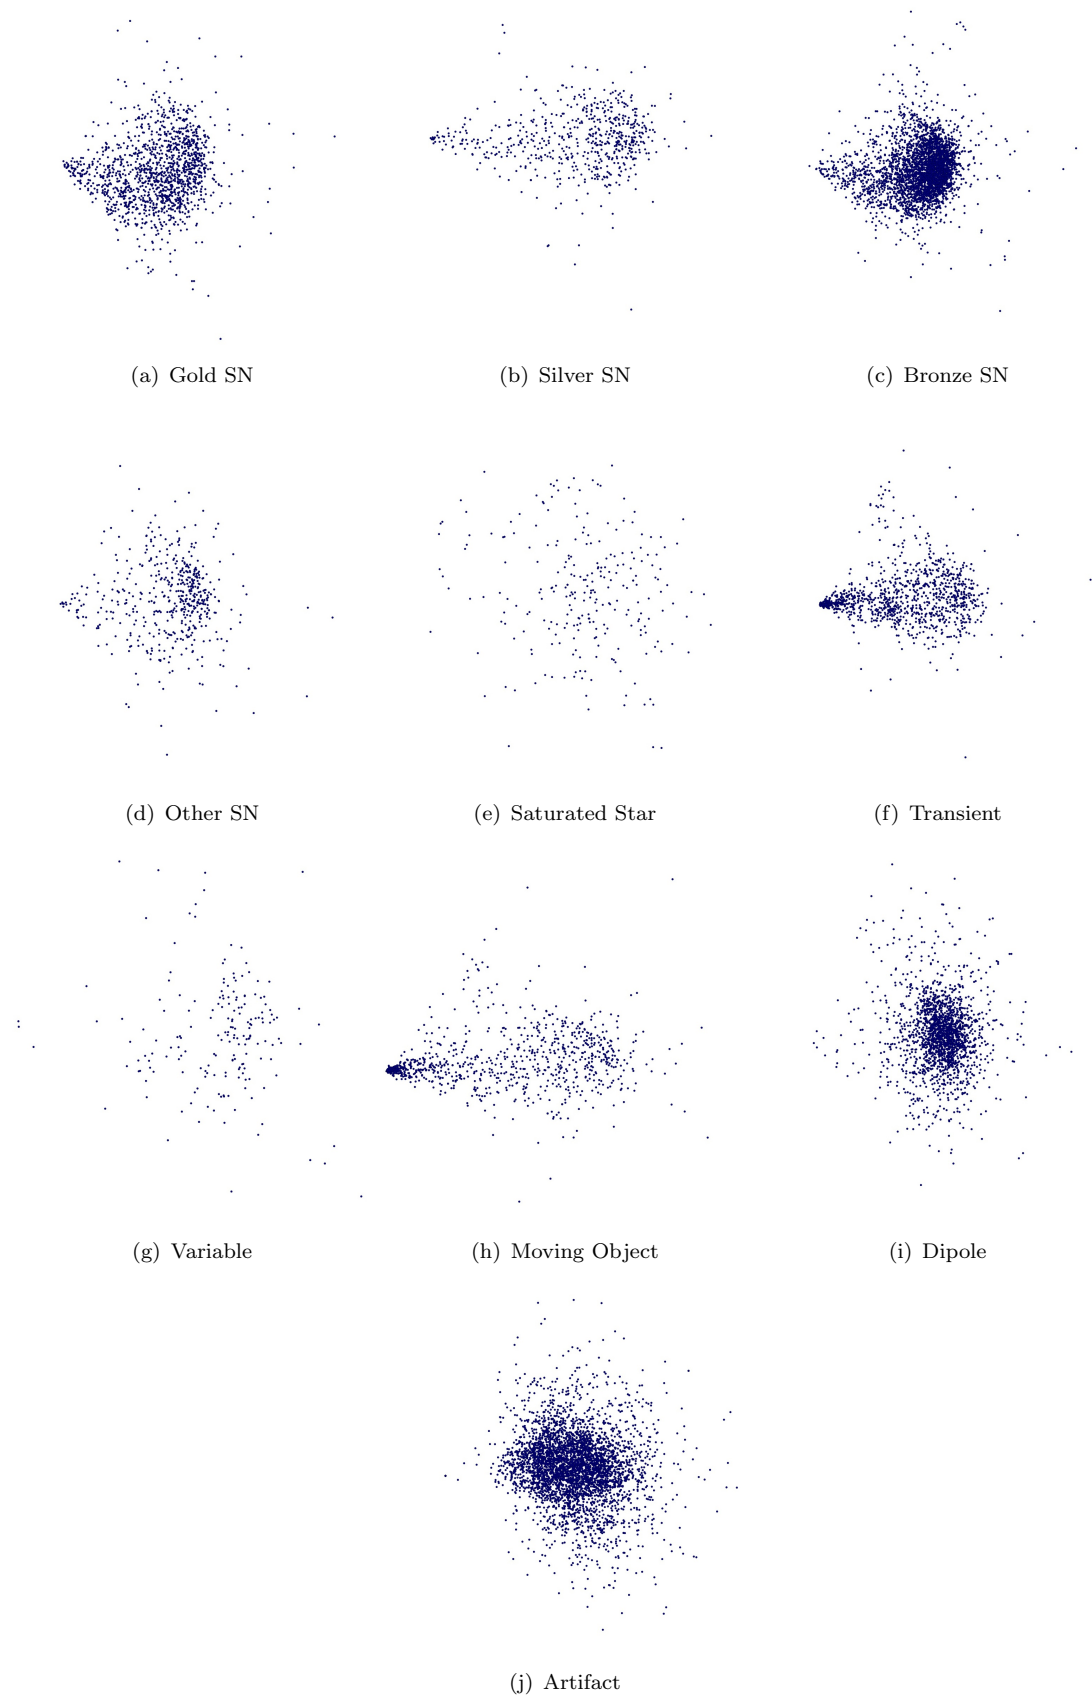 (a) Gold SN
(b) Silver SN
(c) Bronze SN
(d) Other SN
(e) Saturated Star
(f) Transient
(g) Variable
(h) Moving Object
(i) Dipole
(j) Artifact